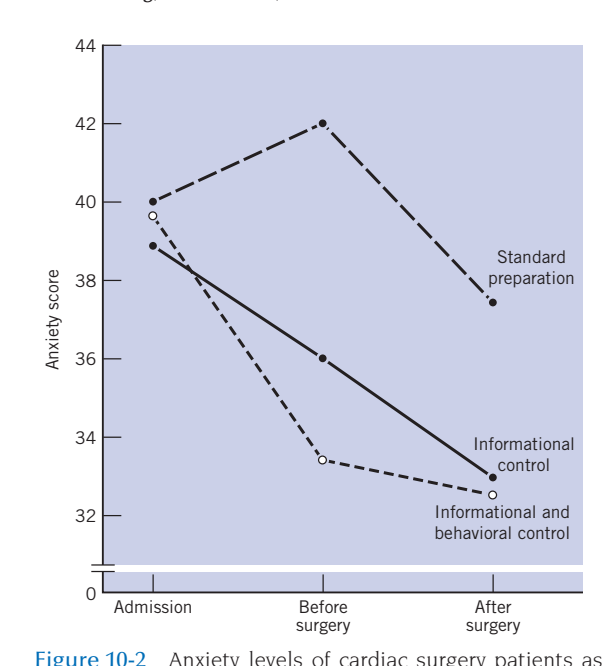 44
42
40
38
36
34
32
0
Anxiety score
Standard
preparation
Informational
control
Informational and
behavioral control
Admission
Before
surgery
After
surgery
Figure 10-2 Anxiety levels of cardiac surgery patients as